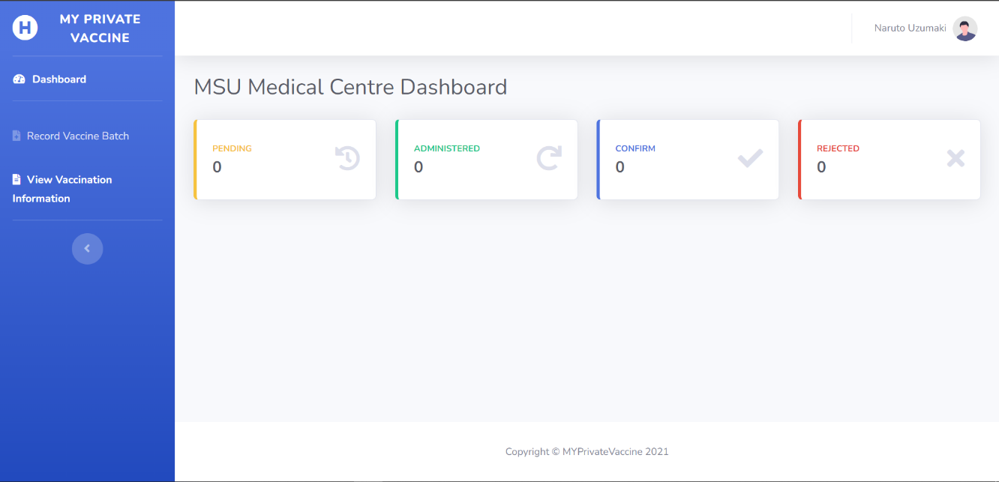 H
MY PRIVATE
VACCINE
Dashboard
Record Vaccine Batch
View Vaccination
Information
Naruto Uzumaki
MSU Medical Centre Dashboard
PENDING
0
ADMINISTERED
0
CONFIRM
0
REJECTED
0
Copyright © MYPrivateVaccine 2021